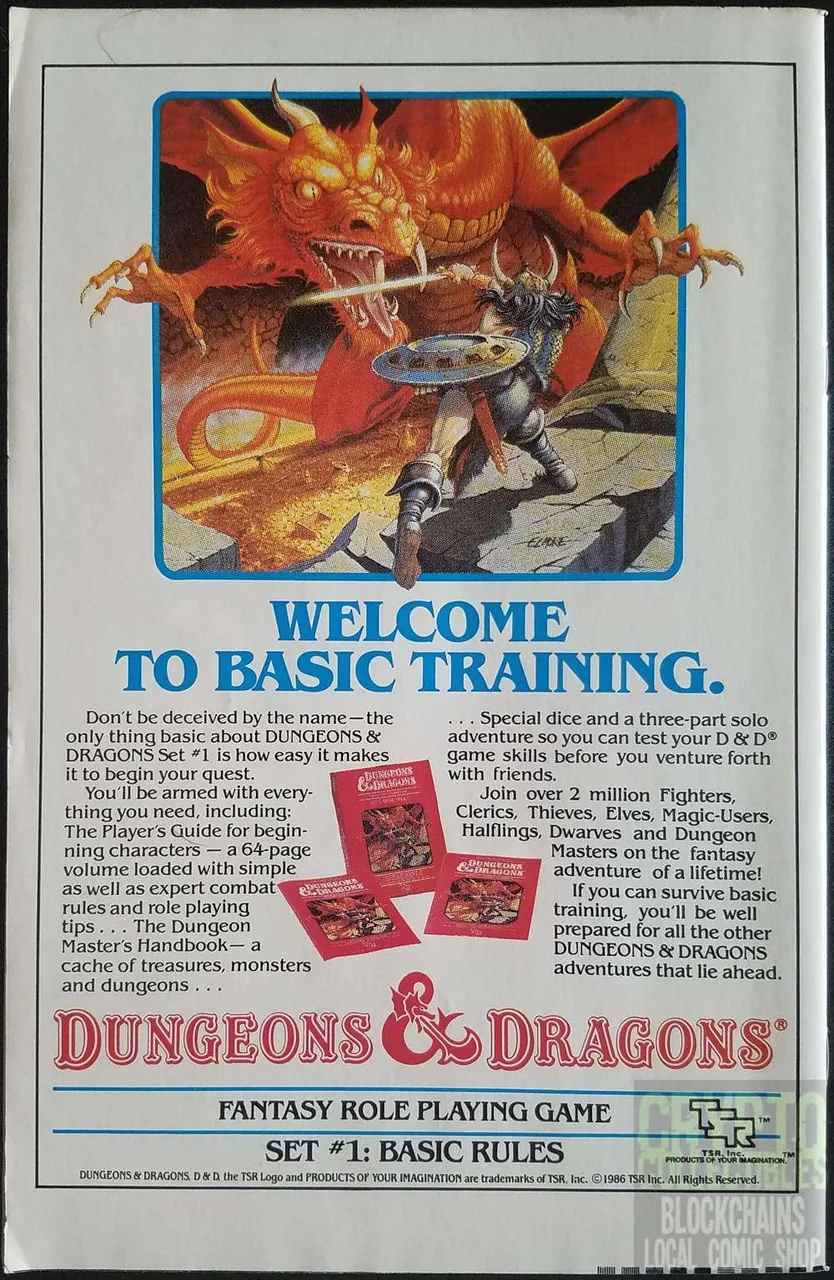 ELMORE
WELCOME
TO BASIC TRAINING.
Don't be deceived by the name—the
only thing basic about DUNGEONS &
DRAGONS Set #1 is how easy it makes
it to begin your quest.
You'll be armed with every-
thing you need, including:
The Player's Guide for begin-
ning characters — a 64-page
volume loaded with simple
as well as expert combat
rules and role playing
tips . . . The Dungeon
Master's Handbook— a
cache of treasures, monsters
and dungeons . . .
. . . Special dice and a three-part solo
adventure so you can test your D & D®
game skills before you venture forth
with friends.
Join over 2 million Fighters,
Clerics, Thieves, Elves, Magic-Users,
Halflings, Dwarves and Dungeon
Masters on the fantasy
adventure of a lifetime!
If you can survive basic
training, you'll be well
prepared for all the other
DUNGEONS & DRAGONS
adventures that lie ahead.
DUNGEONS
& DRAGONS
DUNGEONS
& DRAGONS
DUNGEONS
& DRAGONS
DUNGEONS & DRAGONS®
FANTASY ROLE PLAYING GAME
SET #1: BASIC RULES
TSR™
TSR, Inc.
PRODUCTS OF YOUR IMAGINATION.™
DUNGEONS & DRAGONS, D & D, the TSR Logo and PRODUCTS OF YOUR IMAGINATION are trademarks of TSR, Inc. ©1986 TSR Inc. All Rights Reserved.
CRYPTO
BLOCKCHAINS
LOCAL COMIC SHOP